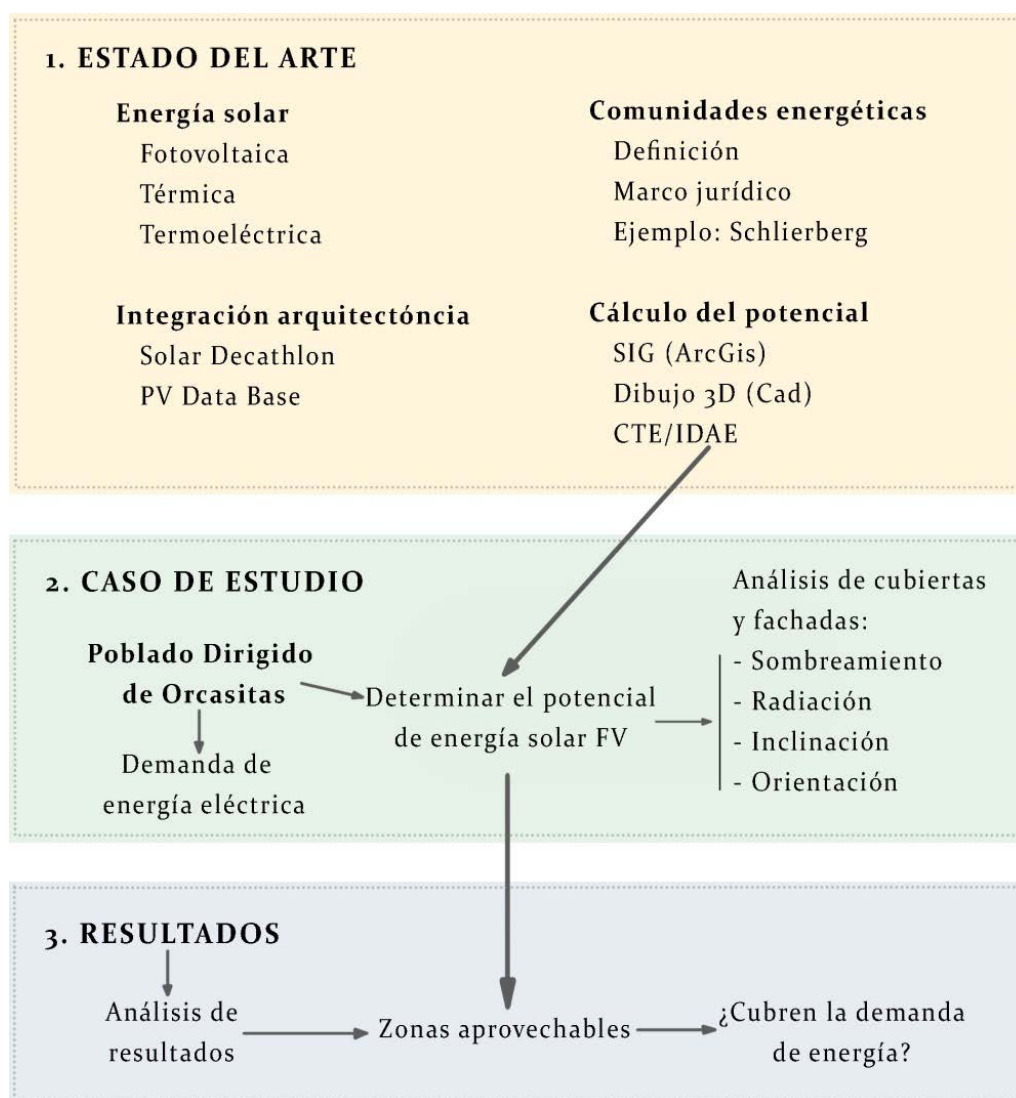 1. ESTADO DEL ARTE
Energía solar
Fotovoltaica
Térmica
Termoeléctrica
Comunidades energéticas
Definición
Marco jurídico
Ejemplo: Schlierberg
Integración arquitectóncia
Solar Decathlon
PV Data Base
Cálculo del potencial
SIG (ArcGis)
Dibujo 3D (Cad)
CTE/IDAE
2. CASO DE ESTUDIO
Poblado Dirigido
de Orcasitas
Demanda de
energía eléctrica
Determinar el potencial
de energía solar FV
Análisis de cubiertas
y fachadas:
- Sombreamiento
- Radiación
- Inclinación
- Orientación
3. RESULTADOS
Análisis de
resultados
Zonas aprovechables
¿Cubren la demanda
de energía?